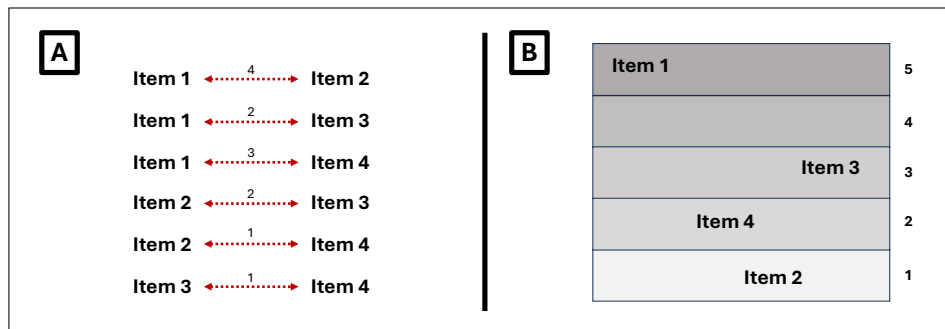 A
4
Item 1 Item 2
2
Item 1 Item 3
3
Item 1 Item 4
2
Item 2 Item 3
1
Item 2 Item 4
1
Item 3 Item 4
B
Item 1 5
4
Item 3 3
Item 4 2
Item 2 1